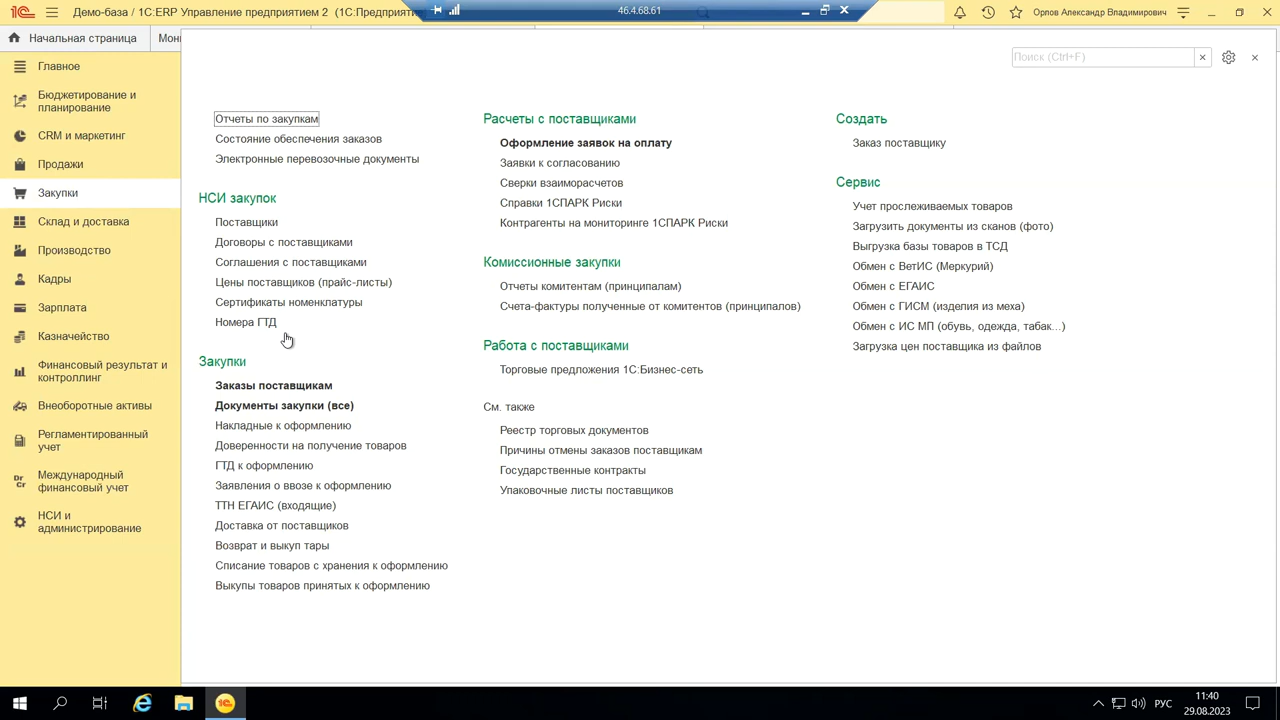 Демо-база / 1С:ERP Управление предприятием 2 (1С:Предприяти
46.4.68.61
Орлов Александр Владимирович
Начальная страница
Мон
Поиск (Ctrl+F)
Главное
Бюджетирование и
планирование
CRM и маркетинг
Продажи
Закупки
Склад и доставка
Производство
Кадры
Зарплата
Казначейство
Финансовый результат и
контроллинг
Внеоборотные активы
Регламентированный
учет
Международный
финансовый учет
НСИ и
администрирование
Отчеты по закупкам
Состояние обеспечения заказов
Электронные перевозочные документы
НСИ закупок
Поставщики
Договоры с поставщиками
Соглашения с поставщиками
Цены поставщиков (прайс-листы)
Сертификаты номенклатуры
Номера ГТД
Закупки
Заказы поставщикам
Документы закупки (все)
Накладные к оформлению
Доверенности на получение товаров
ГТД к оформлению
Заявления о ввозе к оформлению
ТТН ЕГАИС (входящие)
Доставка от поставщиков
Возврат и выкуп тары
Списание товаров с хранения к оформлению
Выкупы товаров принятых к оформлению
Расчеты с поставщиками
Оформление заявок на оплату
Заявки к согласованию
Сверки взаиморасчетов
Справки 1СПАРК Риски
Контрагенты на мониторинге 1СПАРК Риски
Комиссионные закупки
Отчеты комитентам (принципалам)
Счета-фактуры полученные от комитентов (принципалов)
Работа с поставщиками
Торговые предложения 1С:Бизнес-сеть
См. также
Реестр торговых документов
Причины отмены заказов поставщикам
Государственные контракты
Упаковочные листы поставщиков
Создать
Заказ поставщику
Сервис
Учет прослеживаемых товаров
Загрузить документы из сканов (фото)
Выгрузка базы товаров в ТСД
Обмен с ВетИС (Меркурий)
Обмен с ЕГАИС
Обмен с ГИСМ (изделия из меха)
Обмен с ИС МП (обувь, одежда, табак...)
Загрузка цен поставщика из файлов
РУС
11:40
29.08.2023